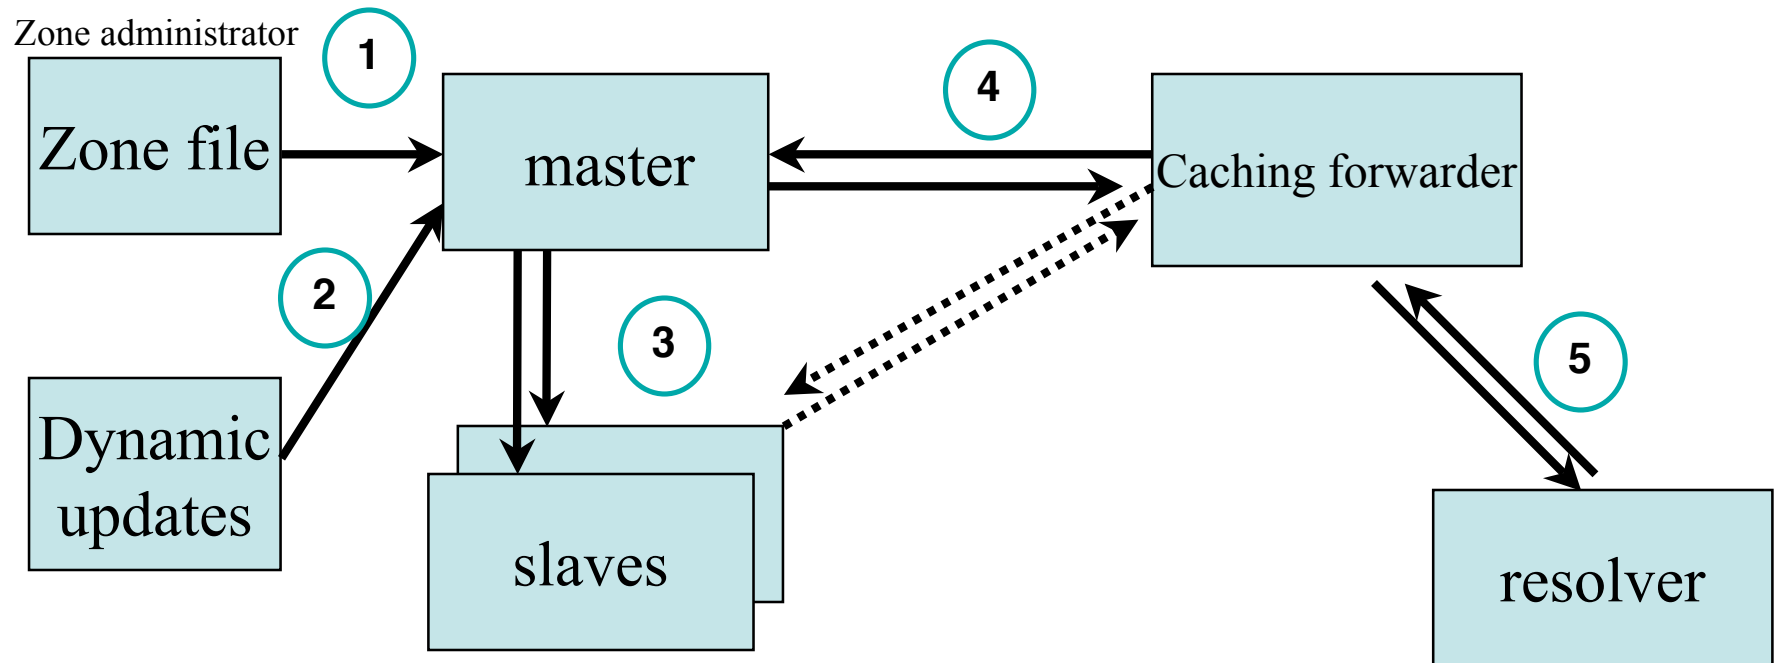 Zone administrator
1
Zone file
master
4
Caching forwarder
2
3
5
Dynamic
updates
slaves
resolver